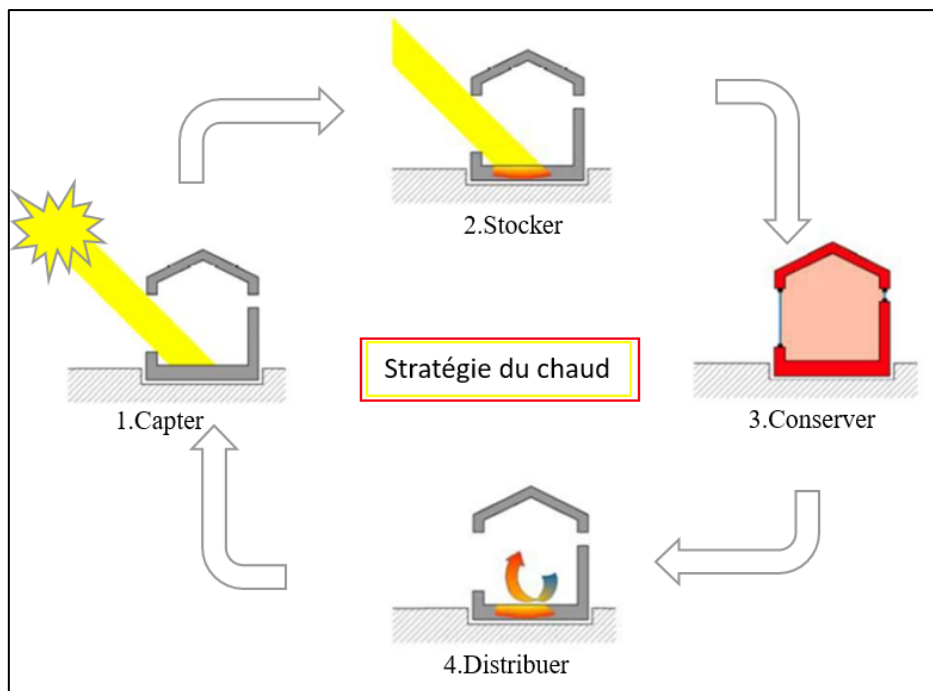 2.Stocker
Stratégie du chaud
1.Capter
3.Conserver
4.Distribuer